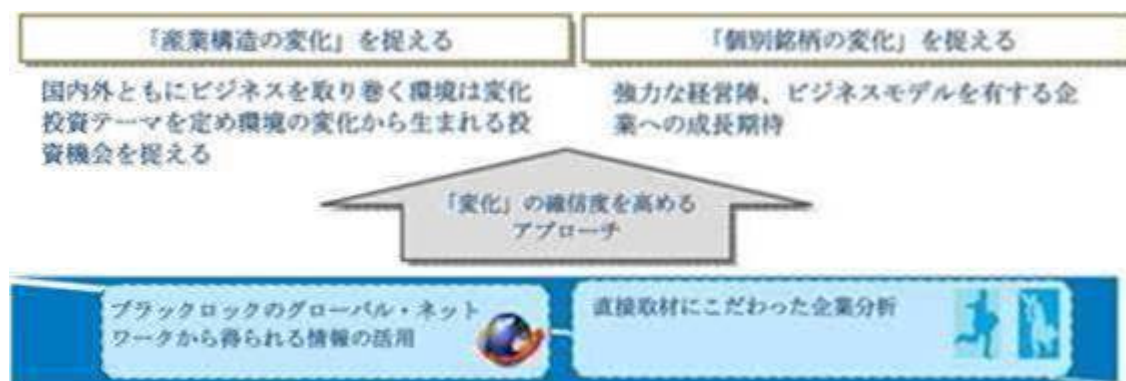 「産業構造の変化」を捉える
国内外ともにビジネスを取り巻く環境は変化
投資テーマを定め環境の変化から生まれる投
資機会を捉える
「個別銘柄の変化」を捉える
強力な経営陣、ビジネスモデルを有する企
業への成長期待
「変化」の確信度を高める
アプローチ
ブラックロックのグローバル・ネット
ワークから得られる情報の活用
直接取材にこだわった企業分析